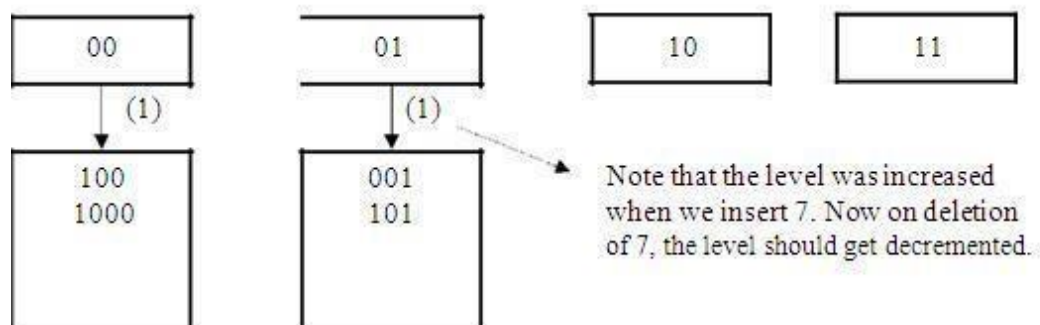 00 01 10 11
(1) (1)
100 001
1000 101
Note that the level was increased
when we insert 7. Now on deletion
of 7, the level should get decremented.